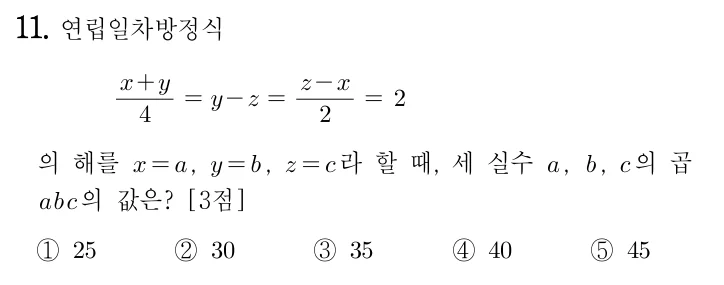 11. 연립일차방정식
$\frac{x+y}{4} = y-z = \frac{z-x}{2} = 2$
의 해를 x=a, y=b, z=c라 할 때, 세 실수 a, b, c의 곱
abc의 값은? [3점]
① 25 ② 30 ③ 35 ④ 40 ⑤ 45